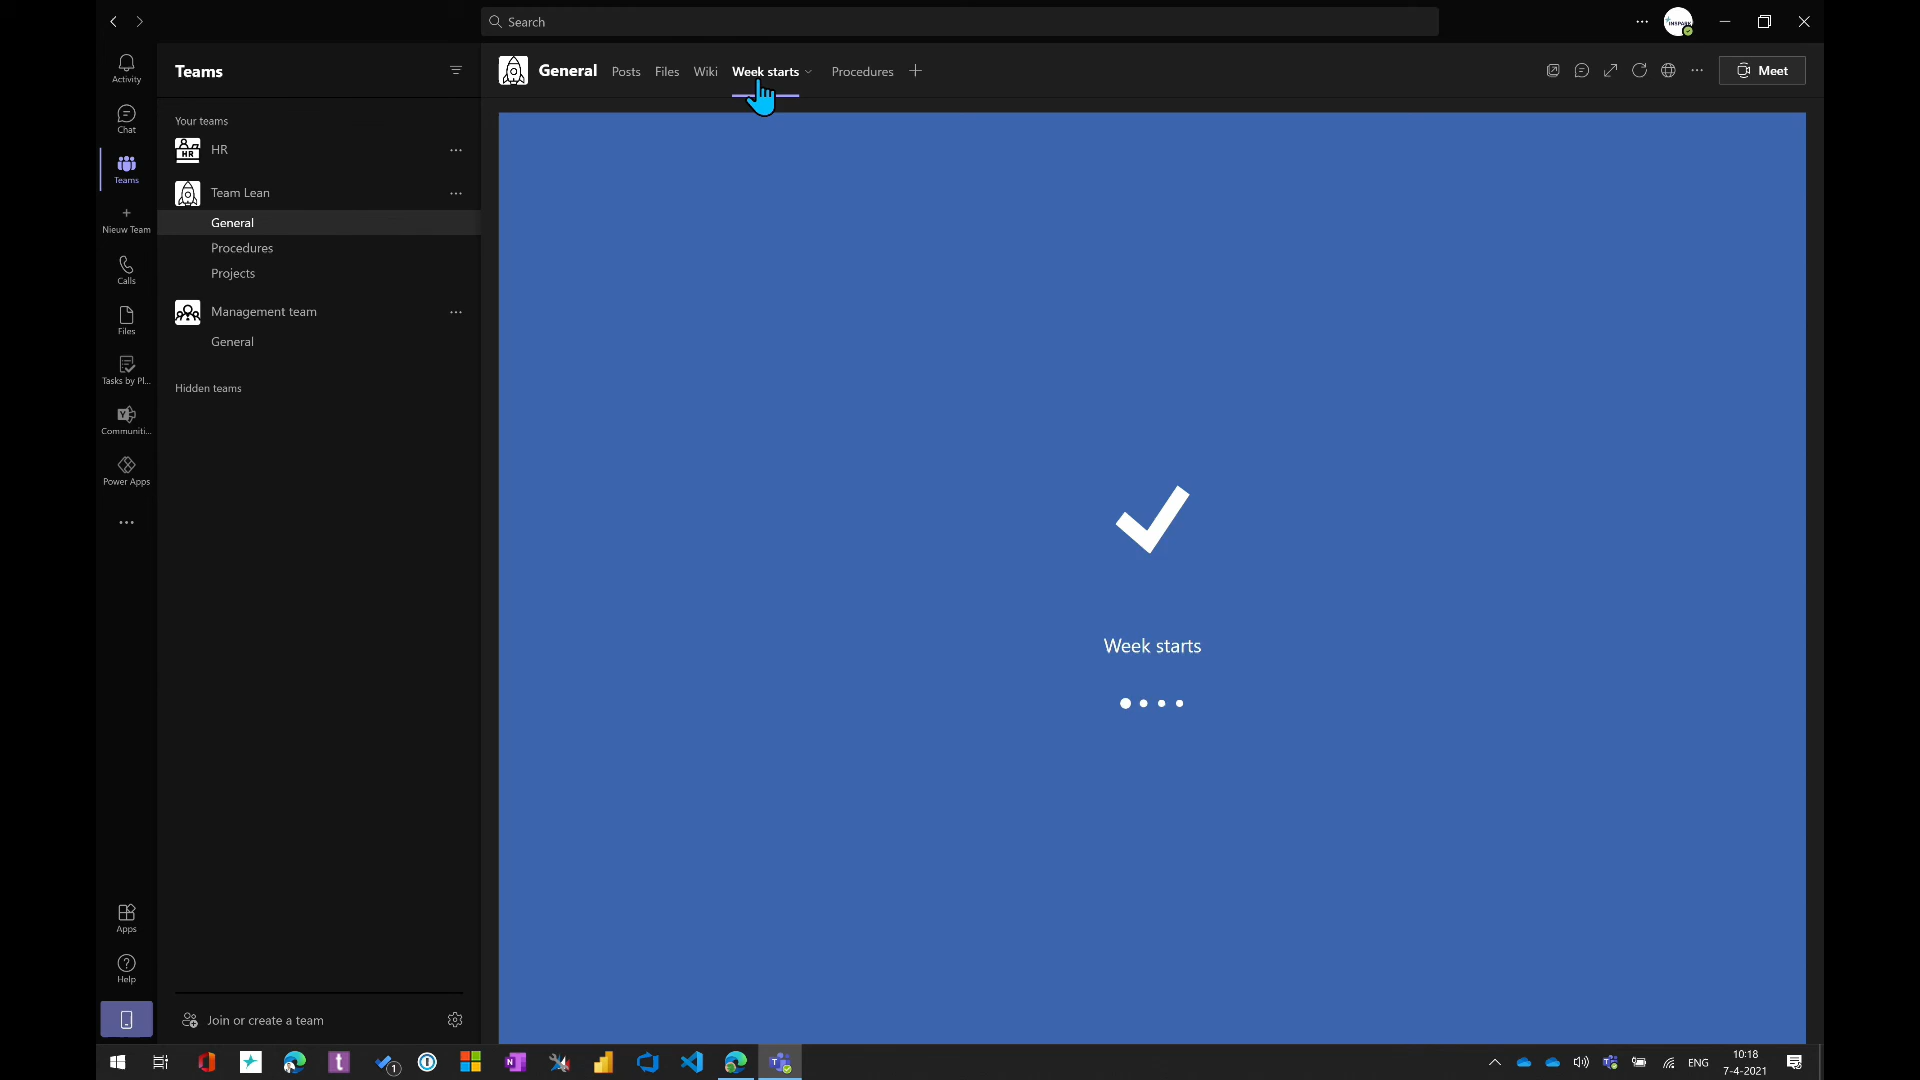 Search
Activity
Chat
Teams
Nieuw Team
Calls
Files
Tasks by Pl...
Communiti...
Power Apps
Apps
Help
Teams
Your teams
HR
HR
Team Lean
General
Procedures
Projects
Management team
General
Hidden teams
Join or create a team
General Posts Files Wiki Week starts Procedures
Meet
Week starts
ENG
10:18
7-4-2021
1